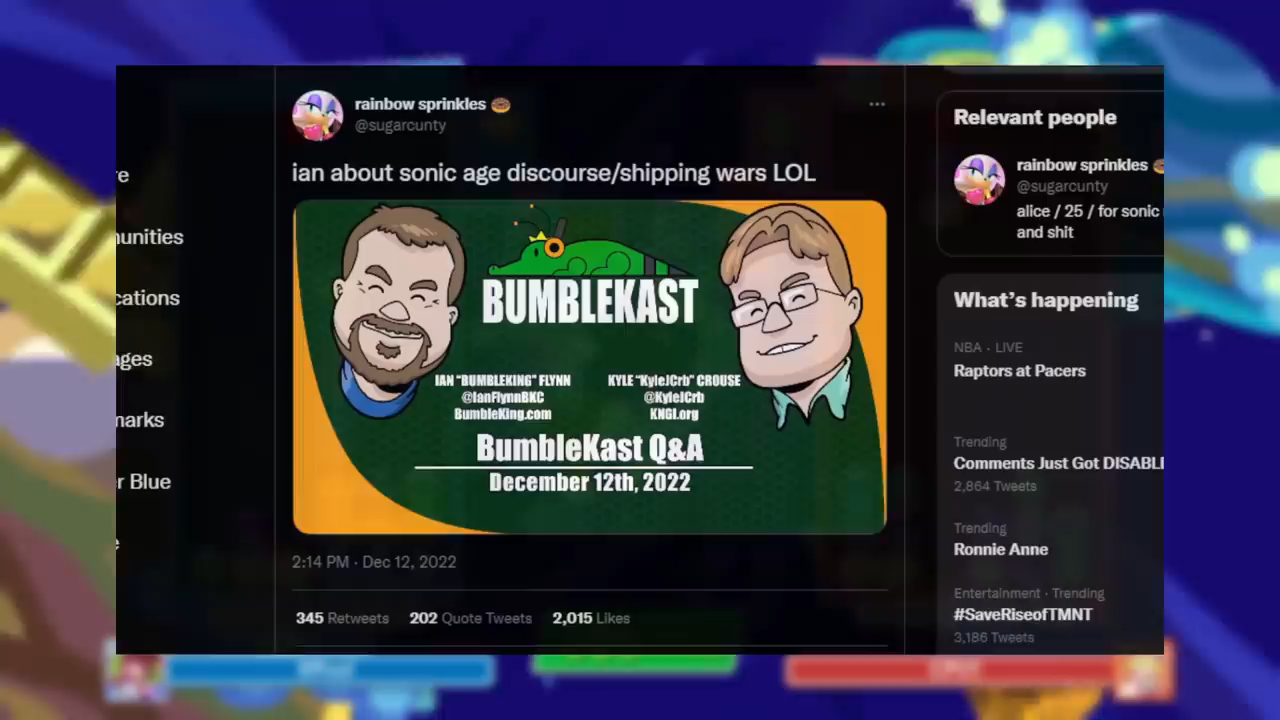 rainbow sprinkles 🍩
@sugarcunty
ian about sonic age discourse/shipping wars LOL
BUMBLEKAST
IAN "BUMBLEKING" FLYNN
@IanFlynnBKC
BumbleKing.com
KYLE "KyleJCrb" CROUSE
@KyleJCrb
KNGI.org
BumbleKast Q&A
December 12th, 2022
2:14 PM · Dec 12, 2022
345 Retweets 202 Quote Tweets 2,015 Likes
re
nunities
cations
ages
marks
r Blue
e
Relevant people
rainbow sprinkles 🍩
@sugarcunty
alice / 25 / for sonic
and shit
What's happening
NBA · LIVE
Raptors at Pacers
Trending
Comments Just Got DISABL
2,864 Tweets
Trending
Ronnie Anne
Entertainment · Trending
#SaveRiseofTMNT
3,186 Tweets